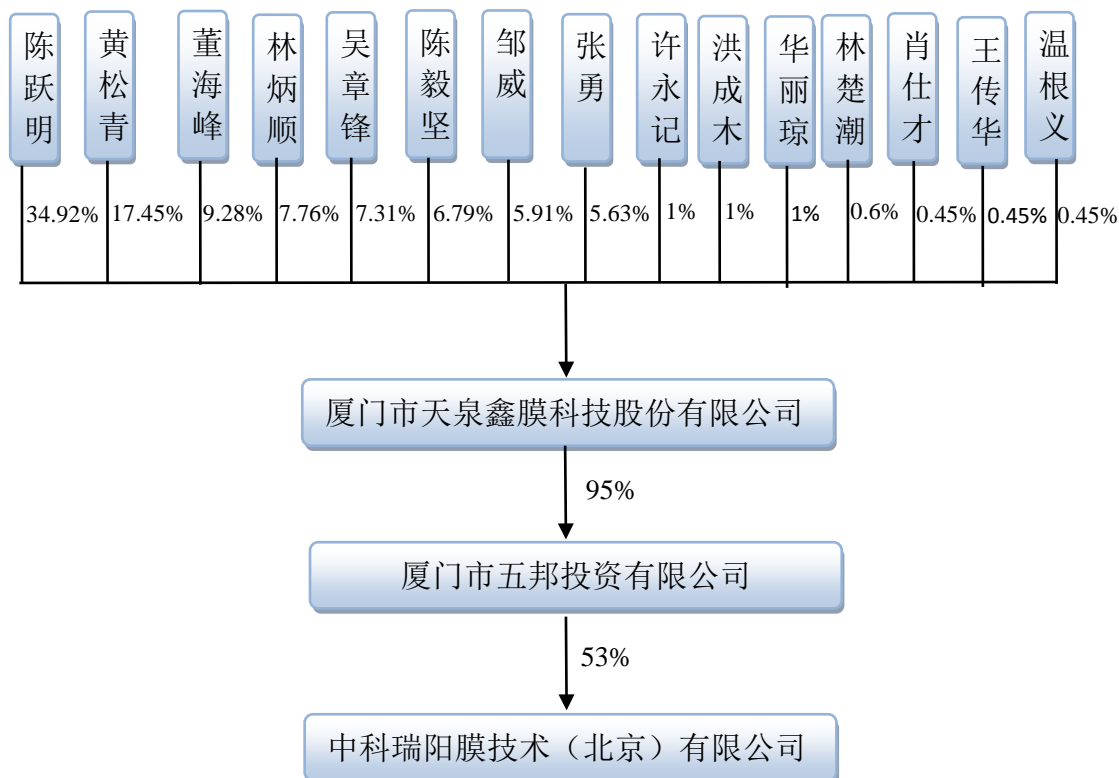 陈跃明
黄松青
董海峰
林炳顺
吴章锋
陈毅坚
邹威
张勇
许永记
洪成木
华丽琼
林楚潮
肖仕才
王传华
温根义
34.92%
17.45%
9.28%
7.76%
7.31%
6.79%
5.91%
5.63%
1%
1%
1%
0.6%
0.45%
0.45%
0.45%
厦门市天泉鑫膜科技股份有限公司
95%
厦门市五邦投资有限公司
53%
中科瑞阳膜技术（北京）有限公司